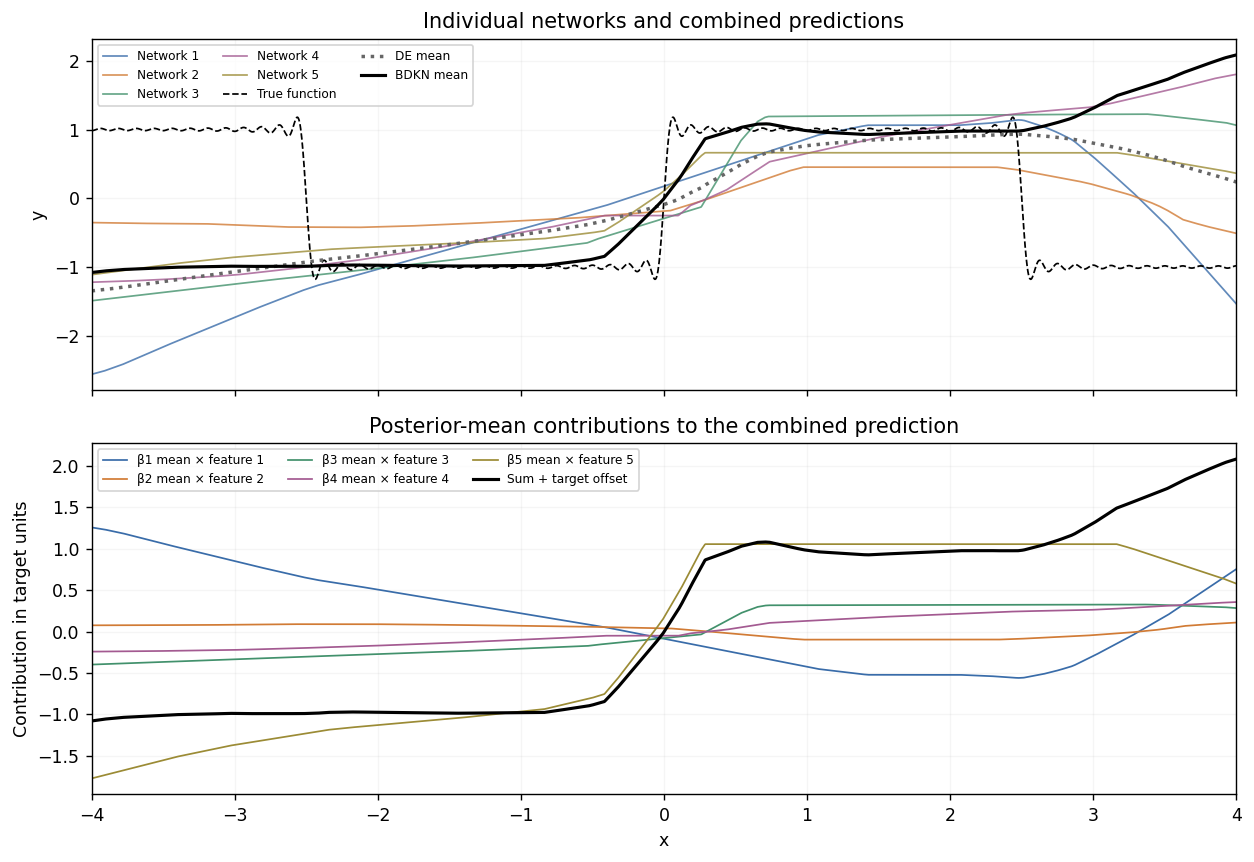 Individual networks and combined predictions
Network 1
Network 2
Network 3
Network 4
Network 5
True function
DE mean
BDKN mean
2
1
0
−1
−2
y
Posterior-mean contributions to the combined prediction
β1 mean × feature 1
β2 mean × feature 2
β3 mean × feature 3
β4 mean × feature 4
β5 mean × feature 5
Sum + target offset
2.0
1.5
1.0
0.5
0.0
−0.5
−1.0
−1.5
Contribution in target units
−4
−3
−2
−1
0
1
2
3
4
x